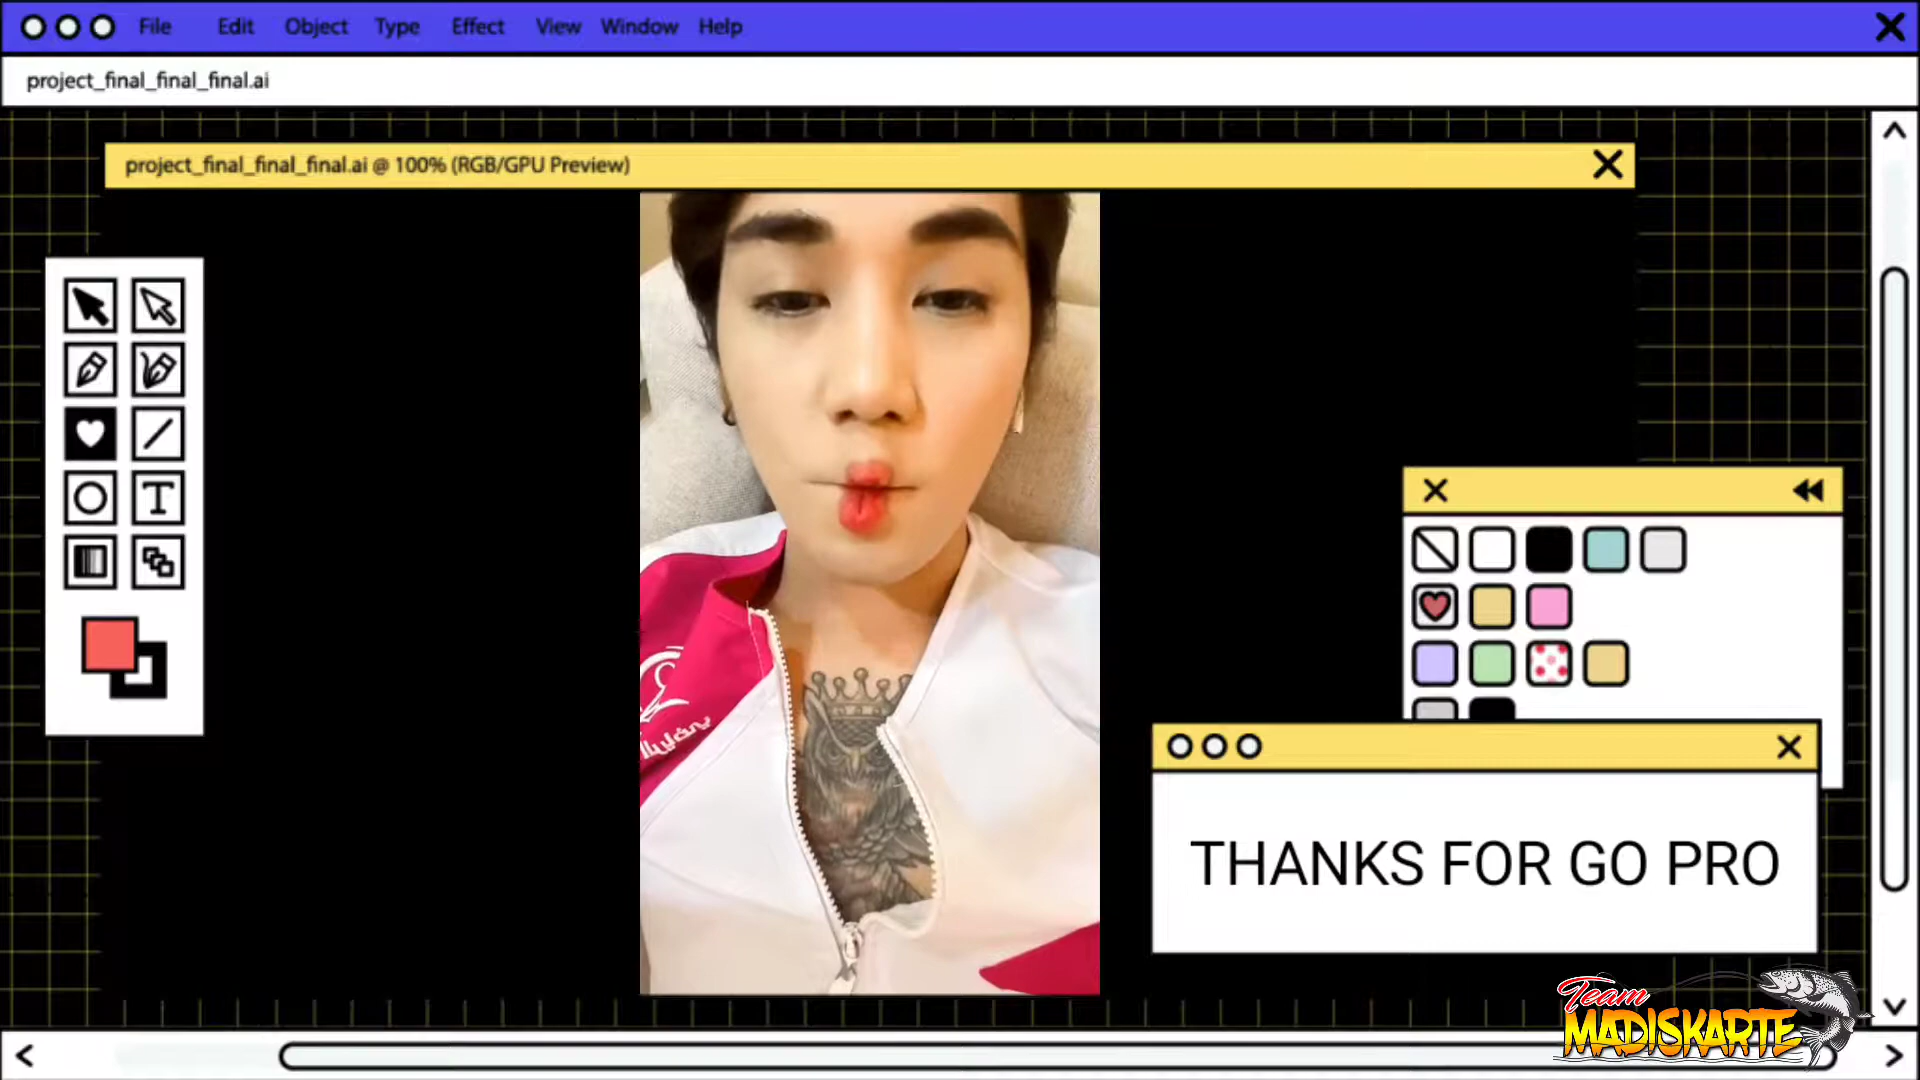 File Edit Object Type Effect View Window Help
project_final_final_final.ai
project_final_final_final.ai @ 100% (RGB/GPU Preview)
T
THANKS FOR GO PRO
Team
MADISKARTE